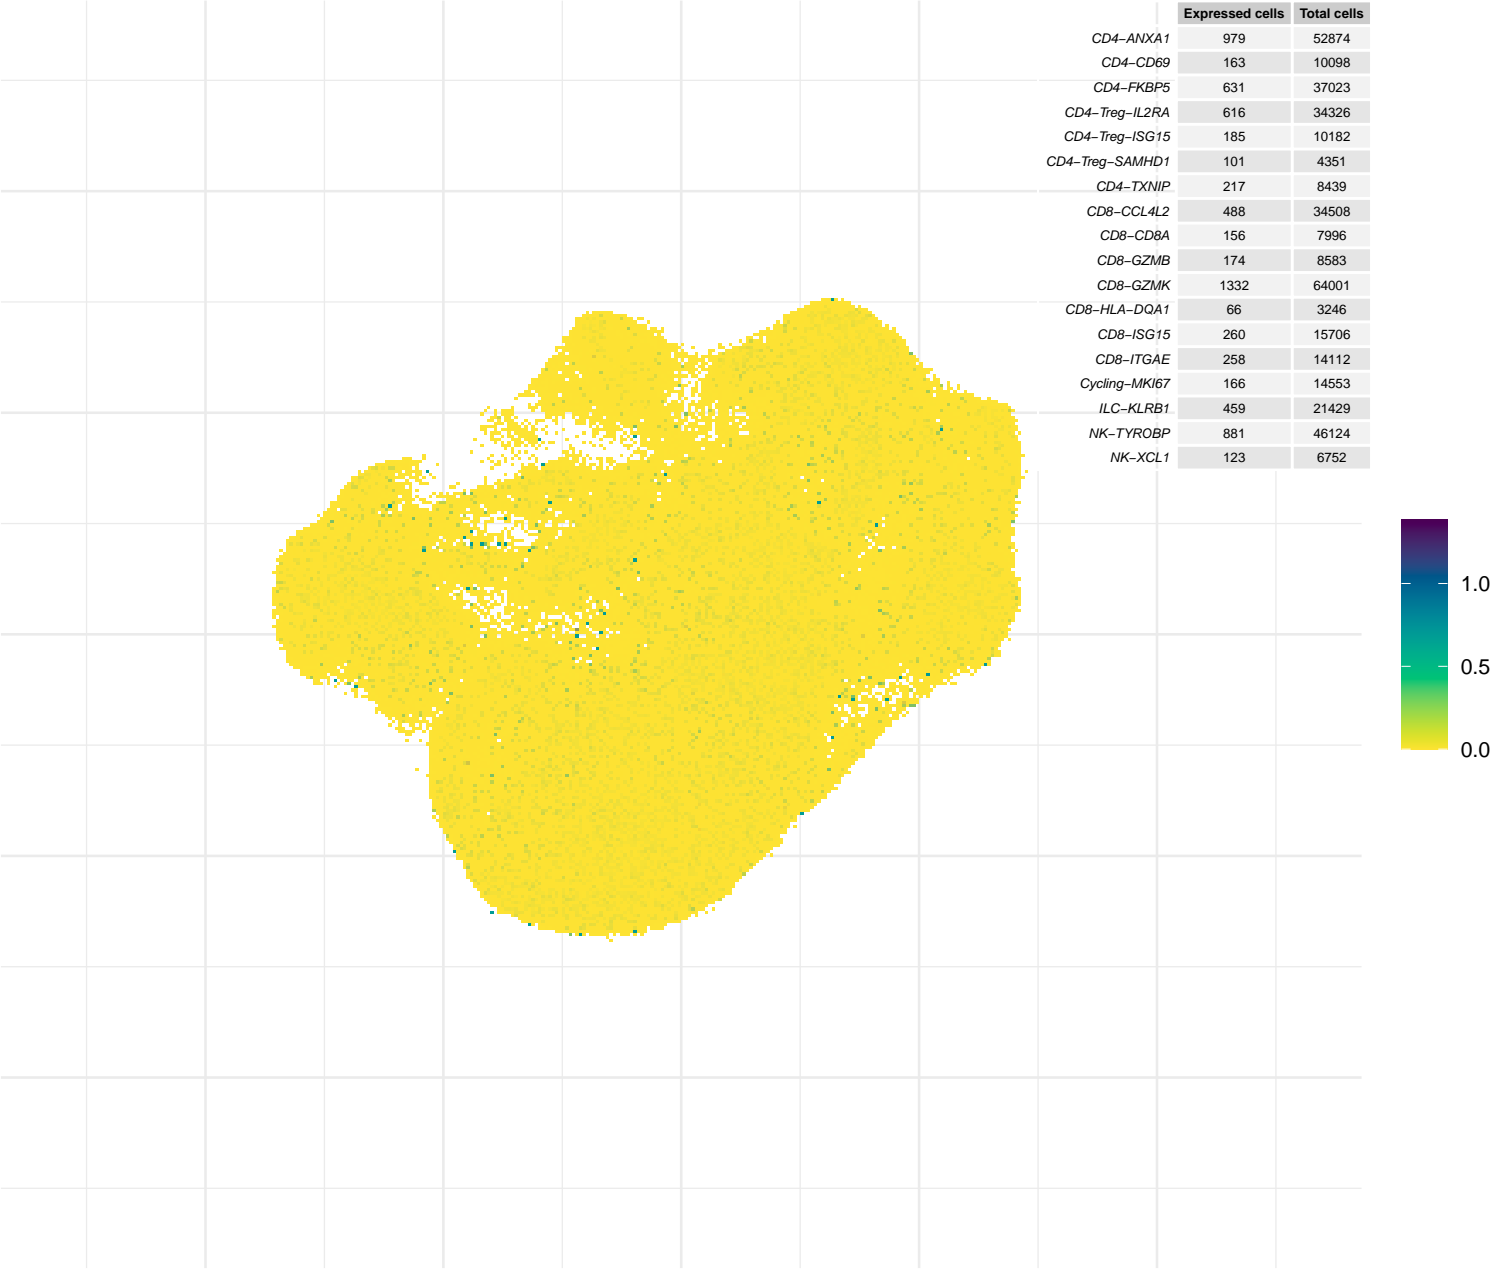 Expressed cells Total cells
CD4−ANXA1 979 52874
CD4−CD69 163 10098
CD4−FKBP5 631 37023
CD4−Treg−IL2RA 616 34326
CD4−Treg−ISG15 185 10182
CD4−Treg−SAMHD1 101 4351
CD4−TXNIP 217 8439
CD8−CCL4L2 488 34508
CD8−CD8A 156 7996
CD8−GZMB 174 8583
CD8−GZMK 1332 64001
CD8−HLA−DQA1 66 3246
CD8−ISG15 260 15706
CD8−ITGAE 258 14112
Cycling−MKI67 166 14553
ILC−KLRB1 459 21429
NK−TYROBP 881 46124
NK−XCL1 123 6752
1.0
0.5
0.0